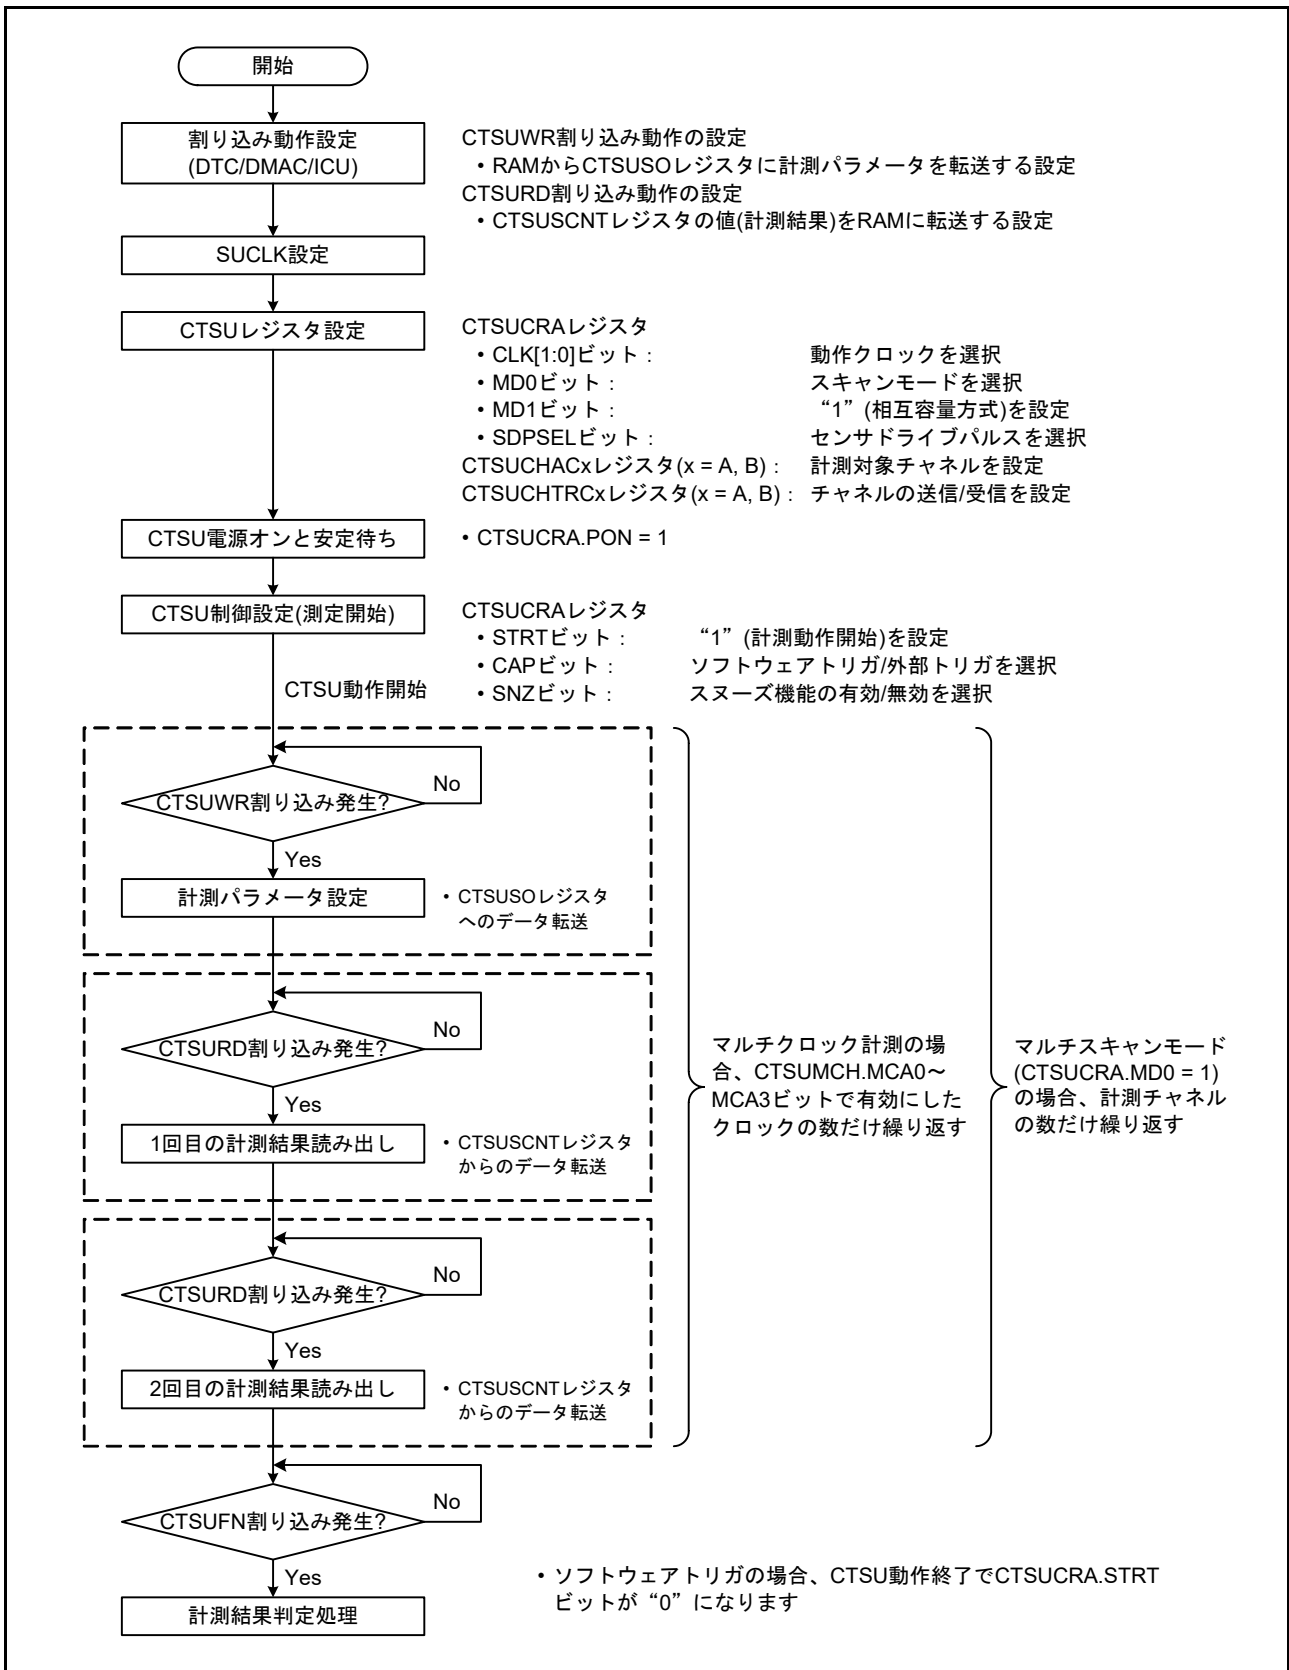 開始
割り込み動作設定
(DTC/DMAC/ICU)
CTSUWR割り込み動作の設定
・RAMからCTSUSOレジスタに計測パラメータを転送する設定
CTSURD割り込み動作の設定
・CTSUSCNTレジスタの値(計測結果)をRAMに転送する設定
SUCLK設定
CTSUレジスタ設定
CTSUCRAレジスタ
・CLK[1:0]ビット： 動作クロックを選択
・MD0ビット： スキャンモードを選択
・MD1ビット： “1”(相互容量方式)を設定
・SDPSELビット： センサドライブパルスを選択
CTSUCHACxレジスタ(x = A, B)： 計測対象チャネルを設定
CTSUCHTRCxレジスタ(x = A, B)： チャネルの送信/受信を設定
CTSU電源オンと安定待ち
・CTSUCRA.PON = 1
CTSU制御設定(測定開始)
CTSUCRAレジスタ
・STRTビット： “1”(計測動作開始)を設定
・CAPビット： ソフトウェアトリガ/外部トリガを選択
・SNZビット： スヌーズ機能の有効/無効を選択
CTSU動作開始
CTSUWR割り込み発生?
No
Yes
計測パラメータ設定
・CTSUSOレジスタ
へのデータ転送
CTSURD割り込み発生?
No
Yes
1回目の計測結果読み出し
・CTSUSCNTレジスタ
からのデータ転送
マルチクロック計測の場
合、CTSUMCH.MCA0～
MCA3ビットで有効にした
クロックの数だけ繰り返す
マルチスキャンモード
(CTSUCRA.MD0 = 1)
の場合、計測チャネル
の数だけ繰り返す
CTSURD割り込み発生?
No
Yes
2回目の計測結果読み出し
・CTSUSCNTレジスタ
からのデータ転送
CTSUFN割り込み発生?
No
Yes
計測結果判定処理
・ソフトウェアトリガの場合、CTSU動作終了でCTSUCRA.STRT
ビットが“0”になります